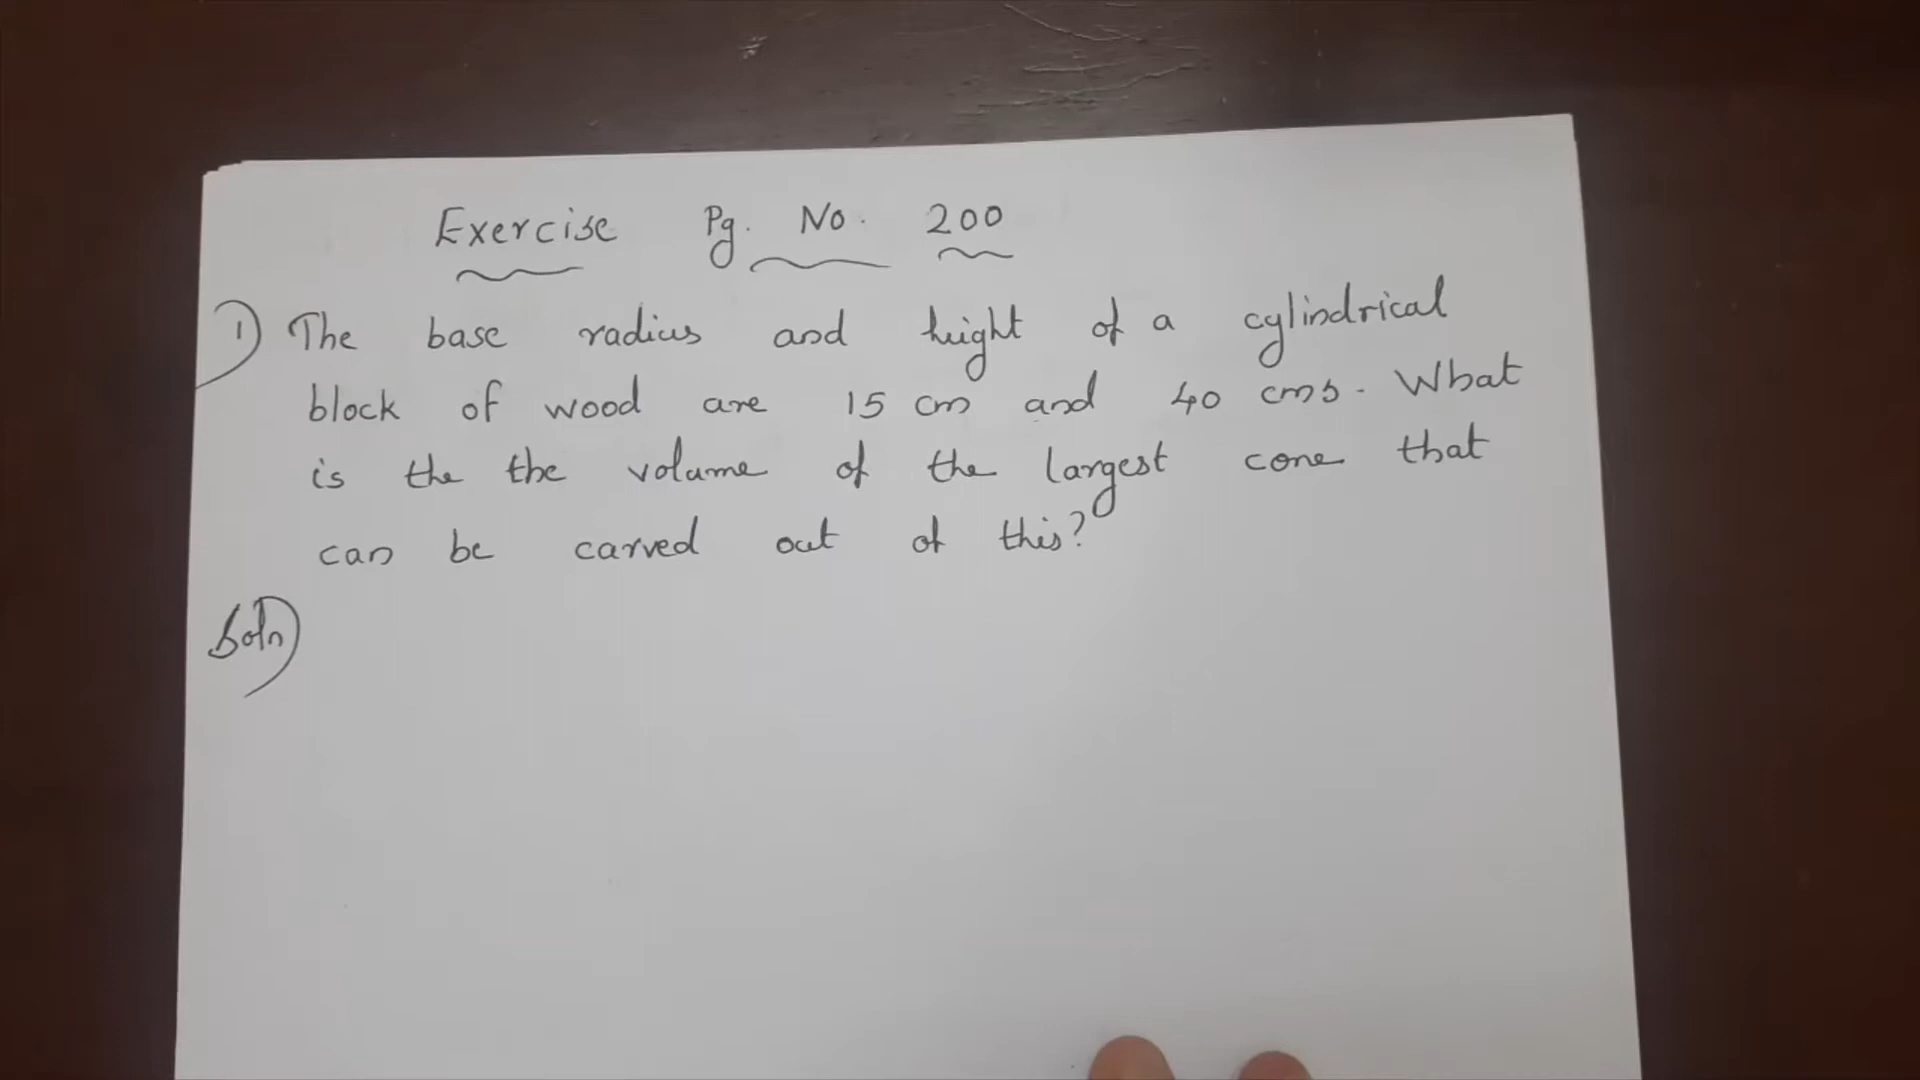 Exercise Pg. No. 200
1) The base radius and height of a cylindrical
block of wood are 15 cm and 40 cms. What
is the the volume of the largest cone that
can be carved out of this?
Soln)